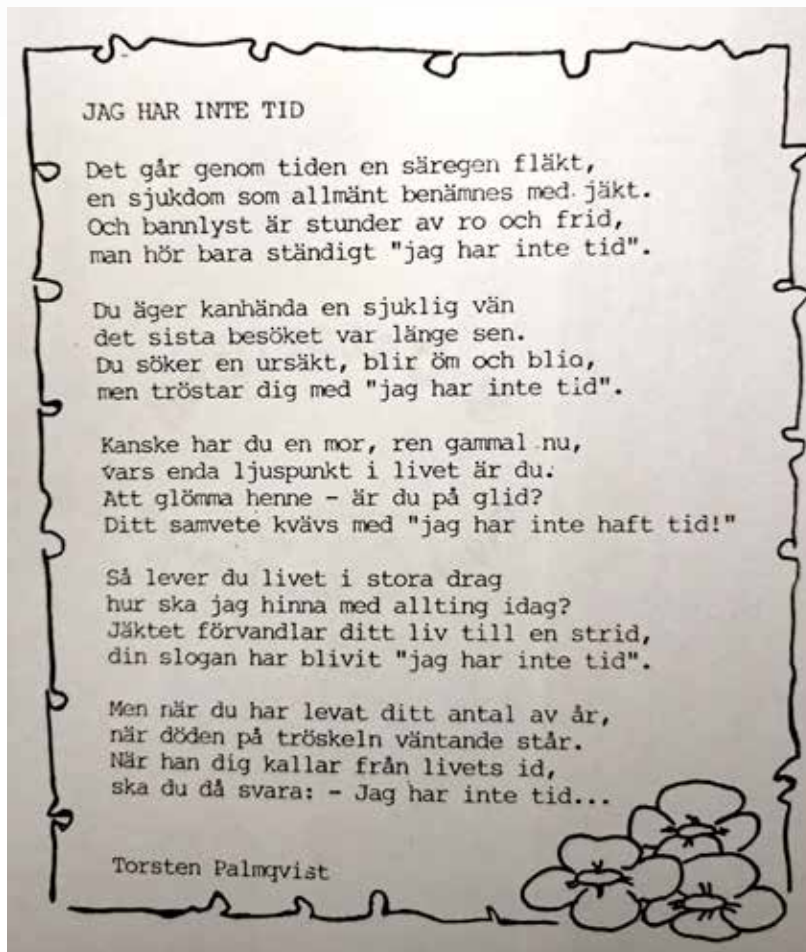 JAG HAR INTE TID
Det går genom tiden en säregen fläkt,
en sjukdom som allmänt benämnes med jäkt.
Och bannlyst är stunder av ro och frid,
man hör bara ständigt "jag har inte tid".
Du äger kanhända en sjuklig vän
det sista besöket var länge sen.
Du söker en ursäkt, blir öm och blid,
men tröstar dig med "jag har inte tid".
Kanske har du en mor, ren gammal nu,
vars enda ljuspunkt i livet är du.
Att glömma henne - är du på glid?
Ditt samvete kvävs med "jag har inte haft tid!"
Så lever du livet i stora drag
hur ska jag hinna med allting idag?
Jäktet förvandlar ditt liv till en strid,
din slogan har blivit "jag har inte tid".
Men när du har levat ditt antal av år,
när döden på tröskeln väntande står.
När han dig kallar från livets id,
ska du då svara: - Jag har inte tid...
Torsten Palmqvist